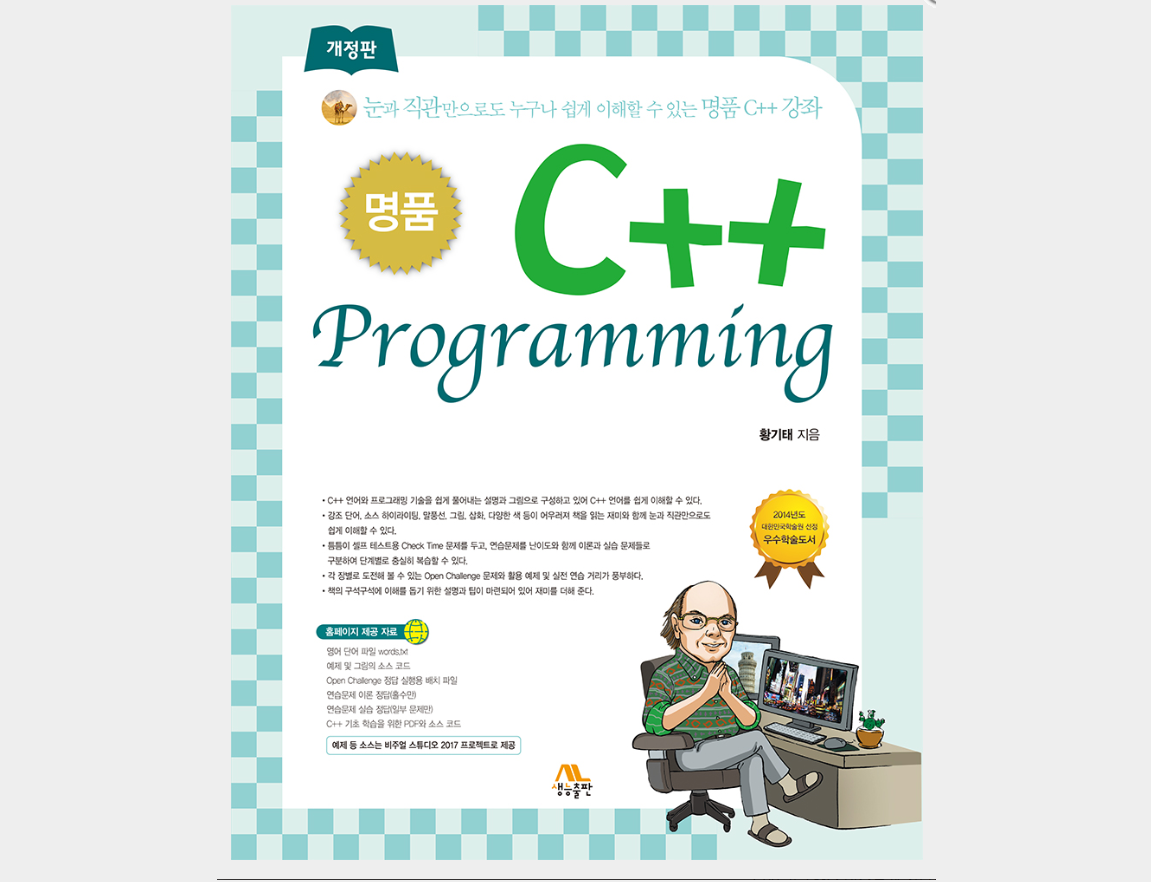 개정판
눈과 직관만으로도 누구나 쉽게 이해할 수 있는 명품 C++ 강좌
명품
C++
Programming
황기태 지음
• C++ 언어와 프로그래밍 기술을 쉽게 풀어내는 설명과 그림으로 구성하고 있어 C++ 언어를 쉽게 이해할 수 있다.
• 강조 단어, 소스 하이라이팅, 말풍선, 그림, 삽화, 다양한 색 등이 어우러져 책을 읽는 재미와 함께 눈과 직관만으로도
쉽게 이해할 수 있다.
• 틈틈이 셀프 테스트용 Check Time 문제를 두고, 연습문제를 난이도와 함께 이론과 실습 문제들로
구분하여 단계별로 충실히 복습할 수 있다.
• 각 장별로 도전해 볼 수 있는 Open Challenge 문제와 활용 예제 및 실전 연습 거리가 풍부하다.
• 책의 구석구석에 이해를 돕기 위한 설명과 팁이 마련되어 있어 재미를 더해 준다.
2014년도
대한민국학술원 선정
우수학술도서
홈페이지 제공 자료
영어 단어 파일 words.txt
예제 및 그림의 소스 코드
Open Challenge 정답 실행용 배치 파일
연습문제 이론 정답(홀수만)
연습문제 실습 정답(일부 문제만)
C++ 기초 학습을 위한 PDF와 소스 코드
예제 등 소스는 비주얼 스튜디오 2017 프로젝트로 제공
생능출판